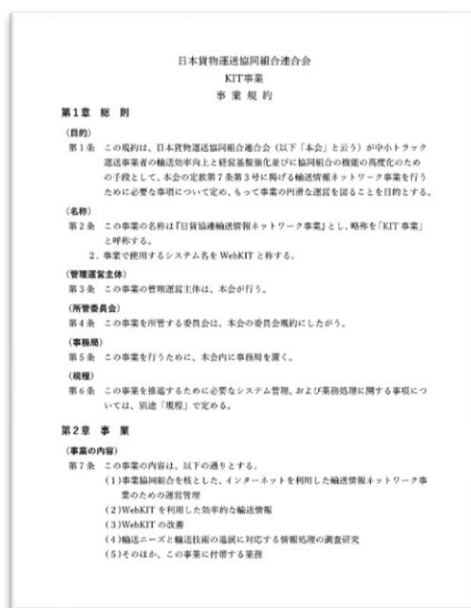 日本貨物運送協同組合連合会
KIT事業
事 業 規 約
第1章 総 則
（目的）
第1条 この規約は、日本貨物運送協同組合連合会（以下「本会」と云う）が中小トラック
運送事業者の輸送効率向上と経営基盤強化並びに協同組合の機能の高度化のため
の手段として、本会の定款第7条第3号に掲げる輸送情報ネットワーク事業を行う
ために必要な事項について定め、もって事業の円滑な運営を図ることを目的とする。
（名称）
第2条 この事業の名称は『日貨協連輸送情報ネットワーク事業』とし、略称を「KIT事業」
と呼称する。
2．事業で使用するシステム名を WebKIT と称する。
（管理運営主体）
第3条 この事業の管理運営主体は、本会が行う。
（所管委員会）
第4条 この事業を所管する委員会は、本会の委員会規約にしたがう。
（事務局）
第5条 この事業を行うために、本会内に事務局を置く。
（規程）
第6条 この事業を推進するために必要なシステム管理、および業務処理に関する事項につ
いては、別途「規程」で定める。
第2章 事 業
（事業の内容）
第7条 この事業の内容は、以下の通りとする。
(1)事業協同組合を核とした、インターネットを利用した輸送情報ネットワーク事
業のための運営管理
(2)WebKIT を利用した効率的な輸送情報
(3)WebKIT の改善
(4)輸送ニーズと輸送技術の進展に対応する情報処理の調査研究
(5)そのほか、この事業に付帯する業務